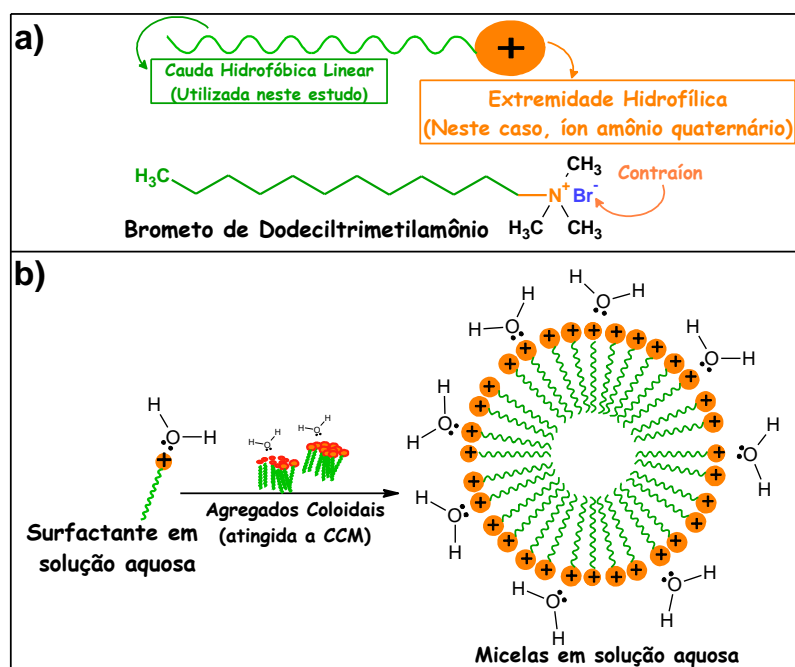 a)
+
Cauda Hidrofóbica Linear
(Utilizada neste estudo)
Extremidade Hidrofílica
(Neste caso, íon amônio quaternário)
H₃C
CH₃
N⁺ Br⁻
H₃C CH₃
Contraíon
Brometo de Dodeciltrimetilamônio
b)
H
O H
+
Surfactante em
solução aquosa
H
O H
H
O H
Agregados Coloidais
(atingida a CCM)
H
O H
H
H O
H
O H
H
H O
H
O
H
O
H
H
O
H
O H
H
O
H
+ + + + + + + + + + + + + + + + + + + + + + + + + + + + + + + +
Micelas em solução aquosa